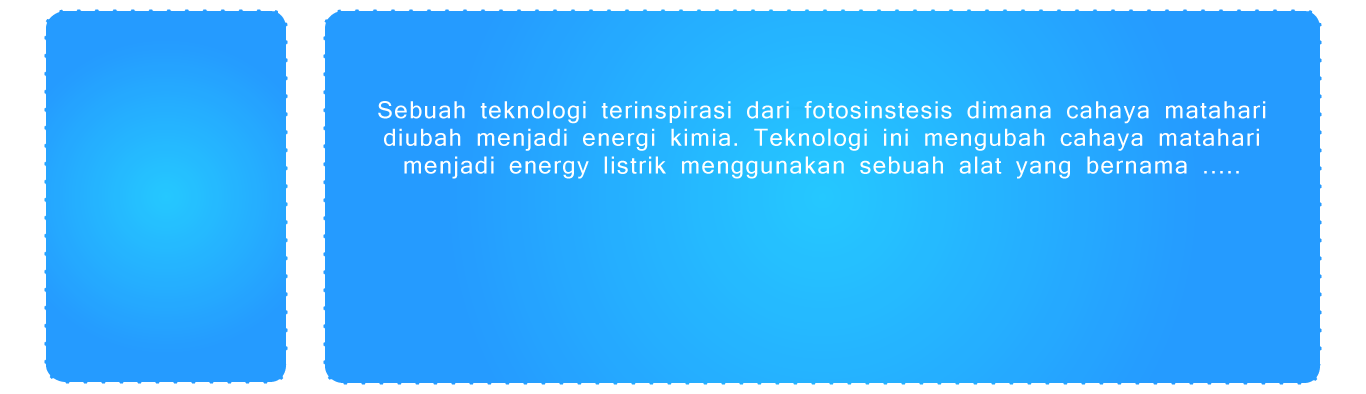 Sebuah teknologi terinspirasi dari fotosinstesis dimana cahaya matahari
diubah menjadi energi kimia. Teknologi ini mengubah cahaya matahari
menjadi energy listrik menggunakan sebuah alat yang bernama .....